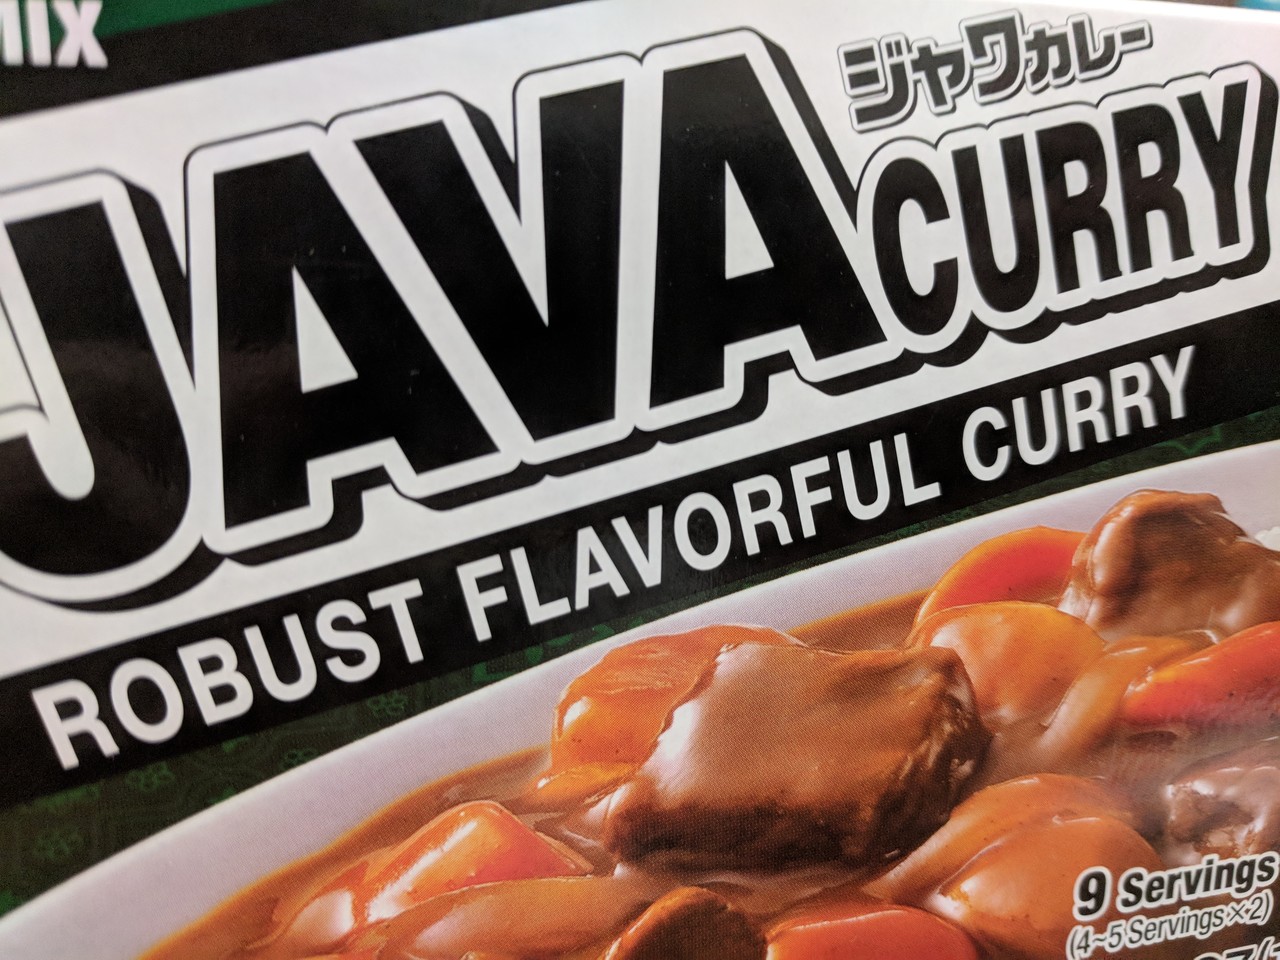 MIX
ジャワカレー
JAVA CURRY
ROBUST FLAVORFUL CURRY
9 Servings
(4~5 Servings×2)